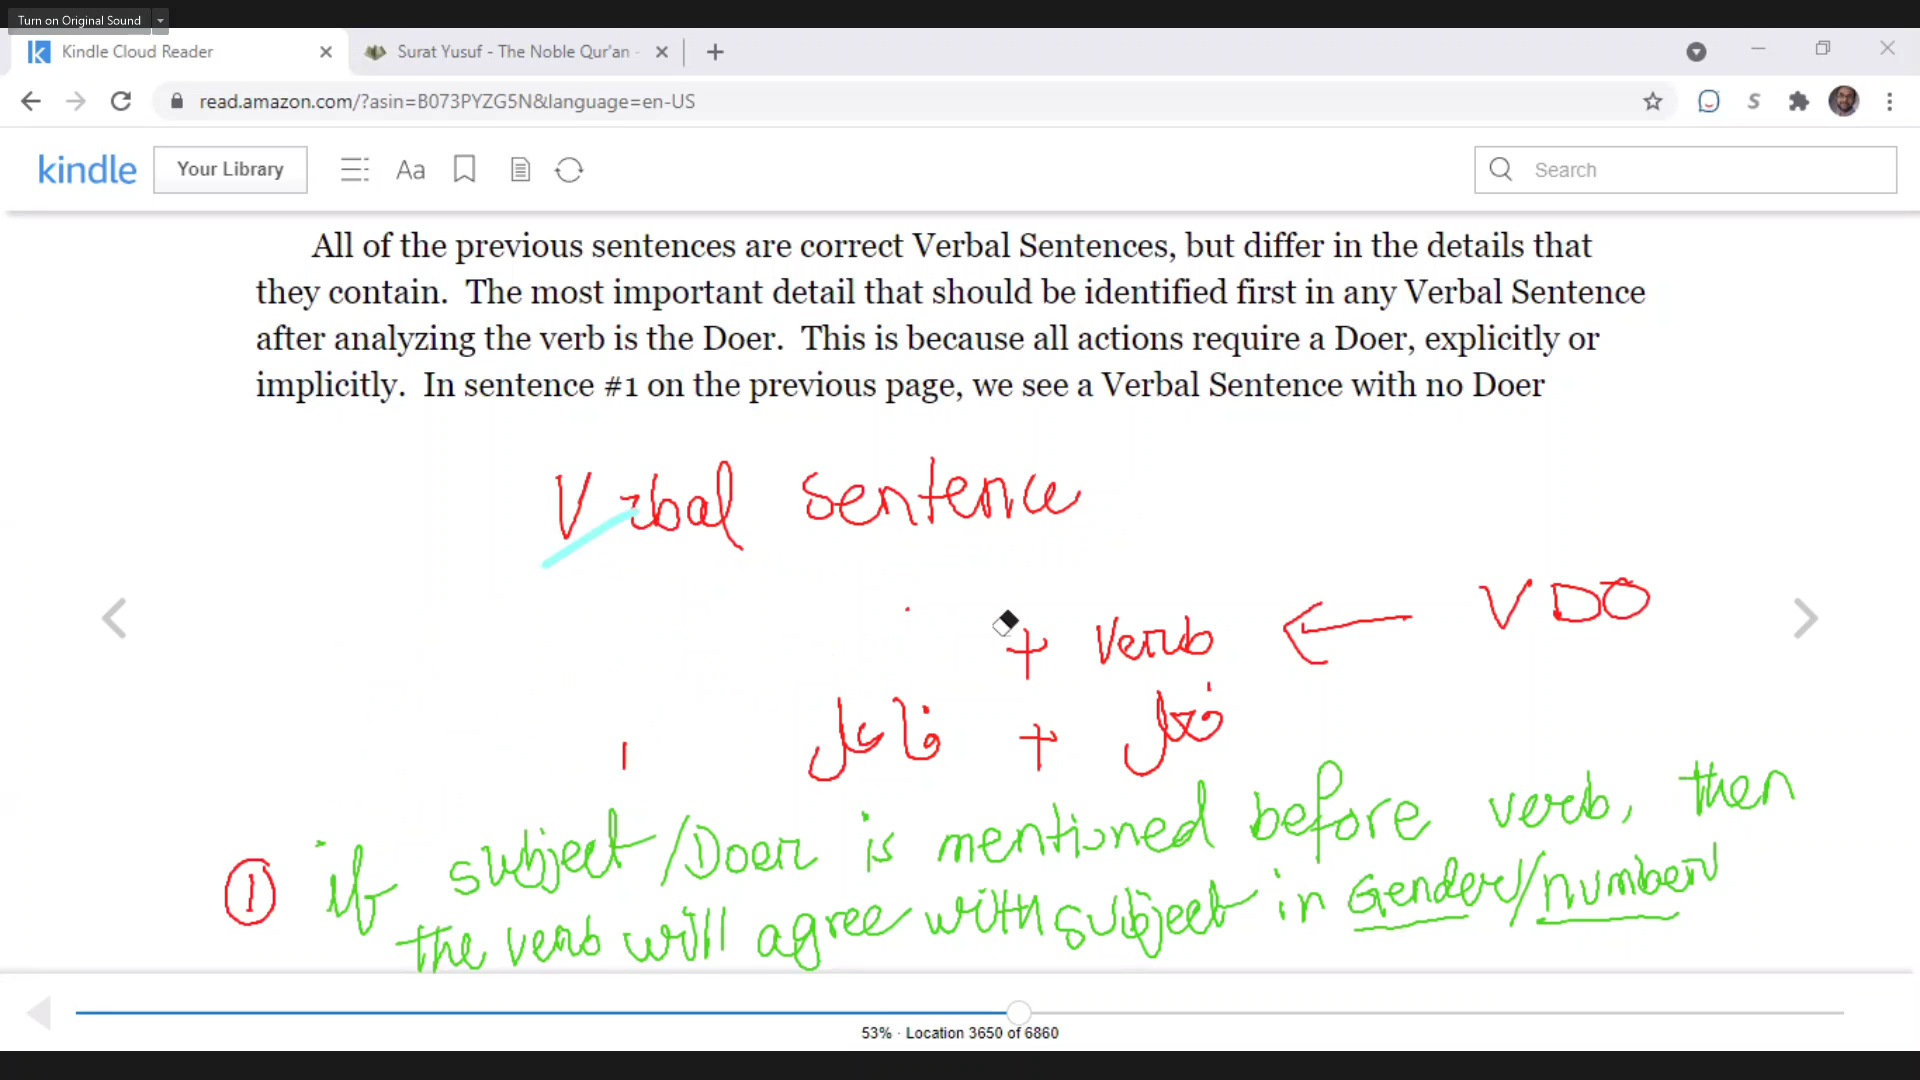 Turn on Original Sound
Kindle Cloud Reader
Surat Yusuf - The Noble Qur'an -
read.amazon.com/?asin=B073PYZG5N&language=en-US
kindle Your Library Aa Search
All of the previous sentences are correct Verbal Sentences, but differ in the details that
they contain. The most important detail that should be identified first in any Verbal Sentence
after analyzing the verb is the Doer. This is because all actions require a Doer, explicitly or
implicitly. In sentence #1 on the previous page, we see a Verbal Sentence with no Doer
Verbal sentence
+ verb ← VDO
فعل + فاعل
① if subject/Doer is mentioned before verb, then
the verb will agree with subject in Gender/number
53% · Location 3650 of 6860